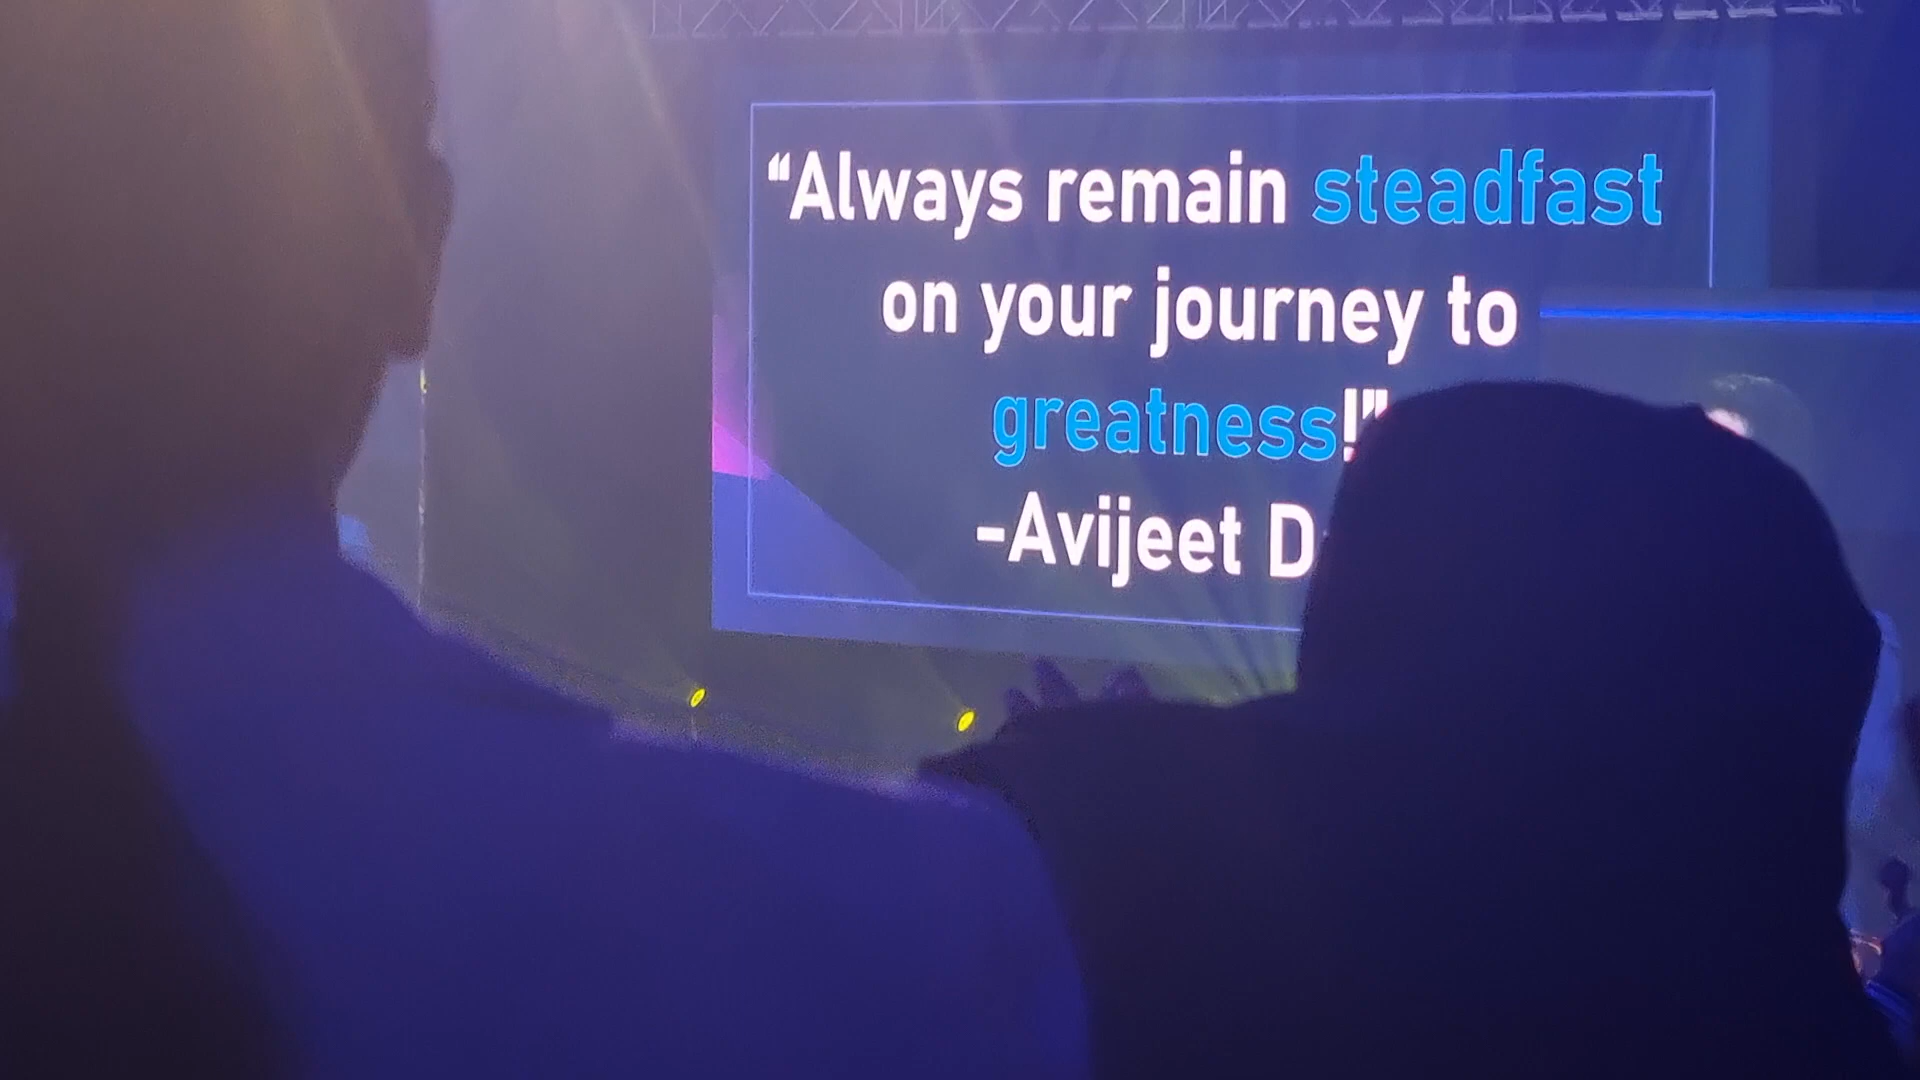 “Always remain steadfast
on your journey to
greatness!”
-Avijeet